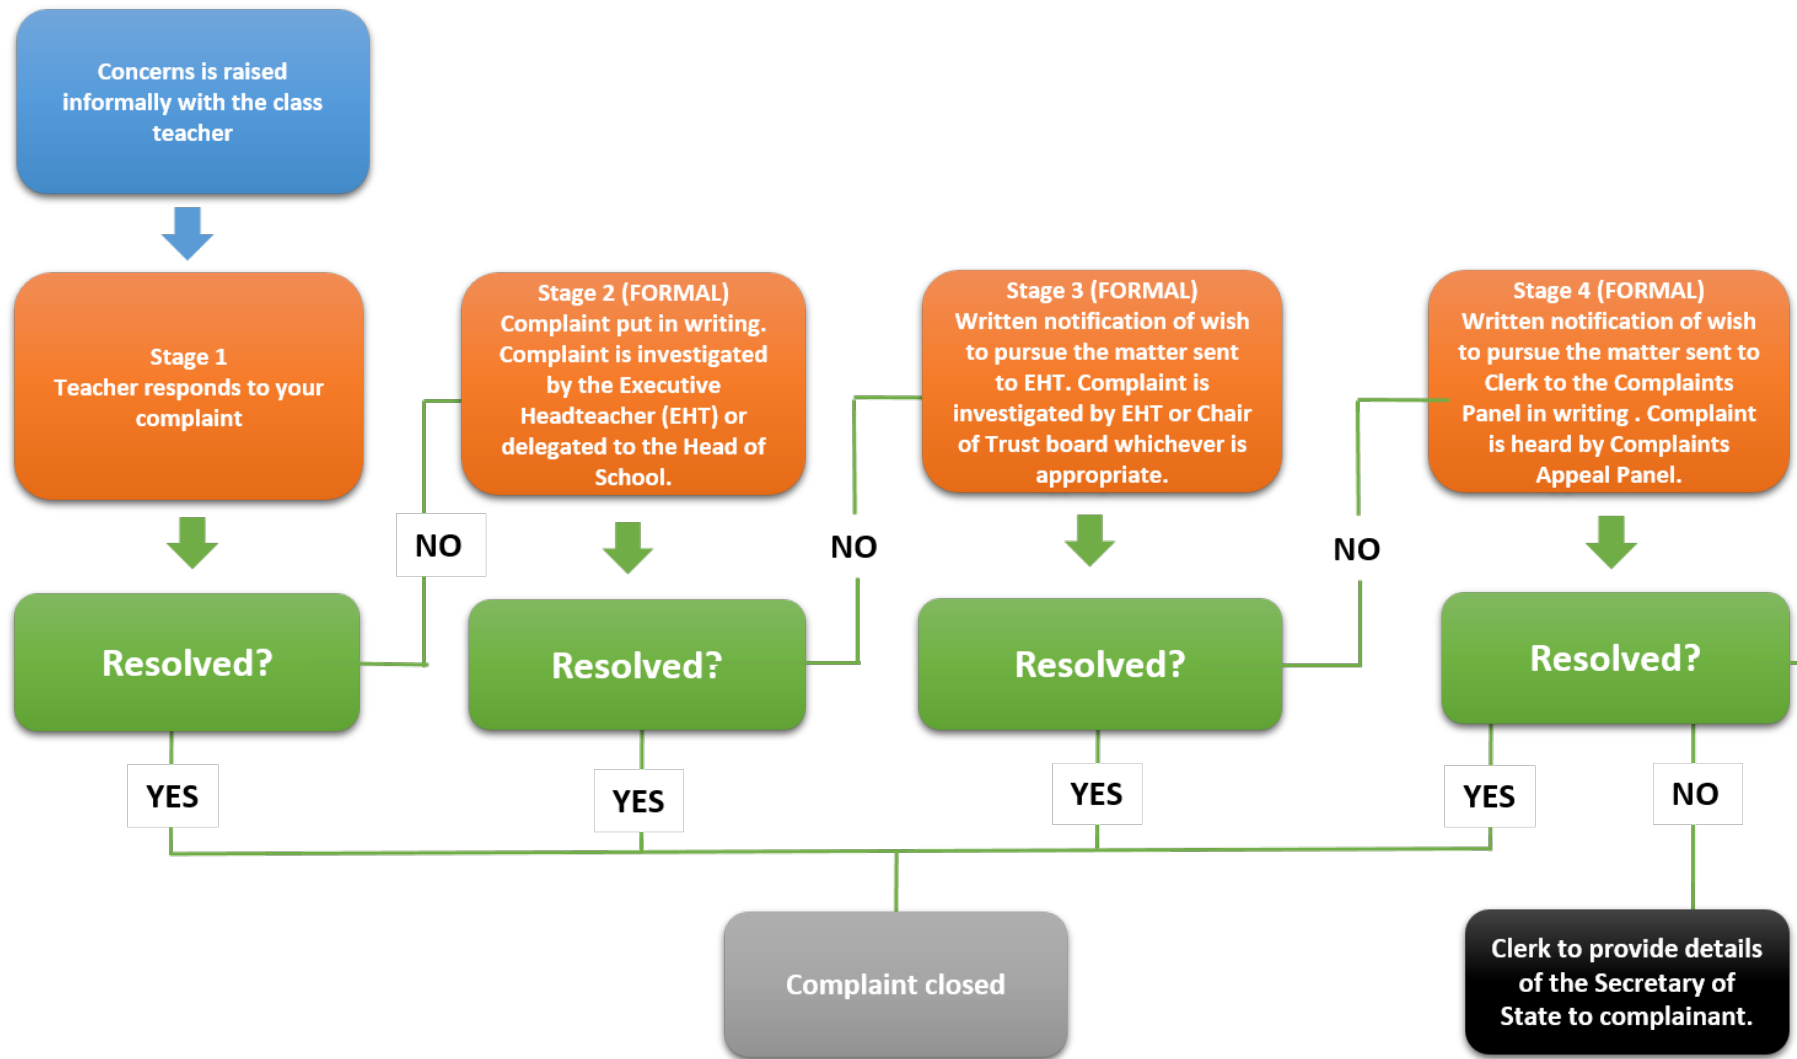 Concerns is raised
informally with the class
teacher
Stage 1
Teacher responds to your
complaint
Stage 2 (FORMAL)
Complaint put in writing.
Complaint is investigated
by the Executive
Headteacher (EHT) or
delegated to the Head of
School.
Stage 3 (FORMAL)
Written notification of wish
to pursue the matter sent
to EHT. Complaint is
investigated by EHT or Chair
of Trust board whichever is
appropriate.
Stage 4 (FORMAL)
Written notification of wish
to pursue the matter sent to
Clerk to the Complaints
Panel in writing . Complaint
is heard by Complaints
Appeal Panel.
NO
NO
NO
Resolved?
Resolved?
Resolved?
Resolved?
YES
YES
YES
YES
NO
Complaint closed
Clerk to provide details
of the Secretary of
State to complainant.